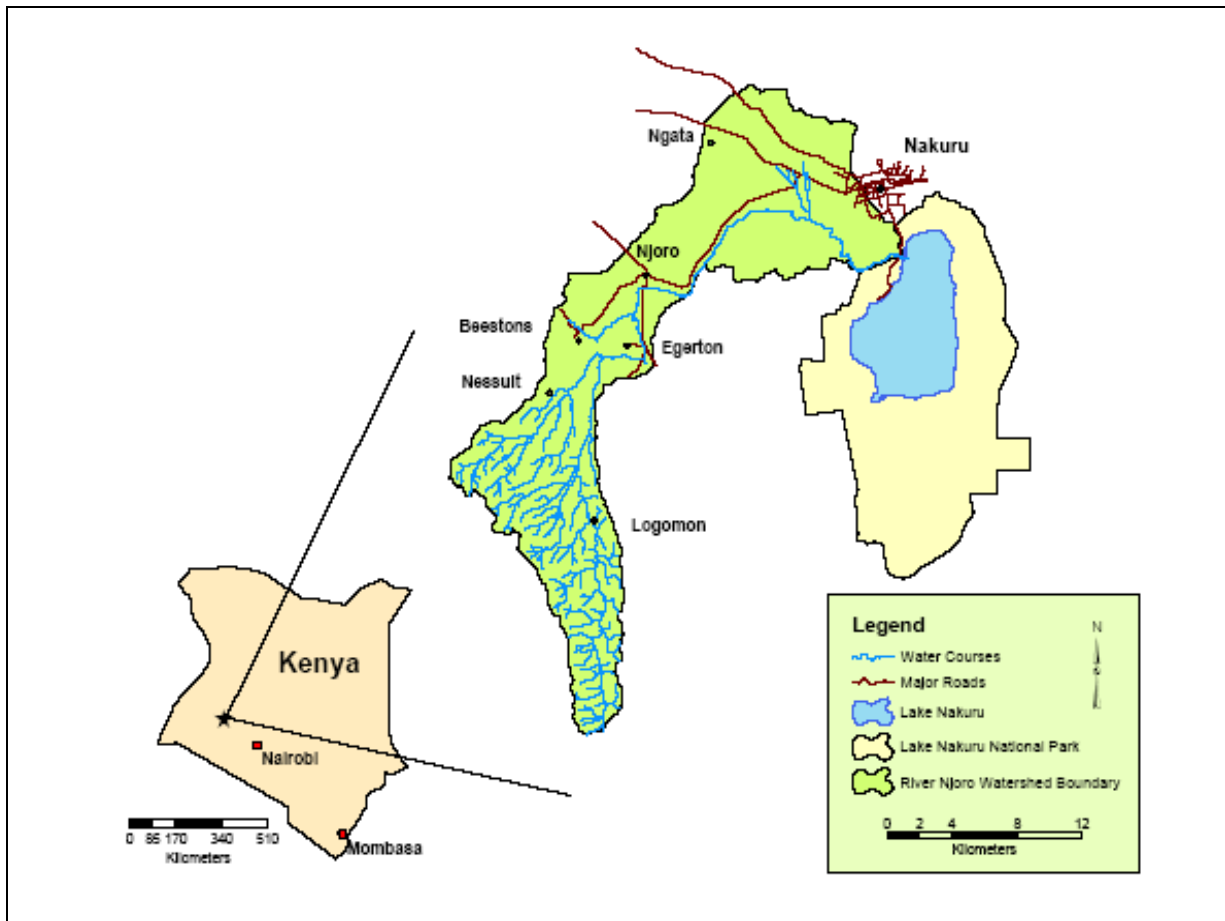 Ngata
Nakuru
Njoro
Beestons
Egerton
Nessuit
Logomon
Kenya
Nairobi
Mombasa
0 85 170 340 510
Kilometers
Legend
N
Water Courses
Major Roads
Lake Nakuru
Lake Nakuru National Park
River Njoro Watershed Boundary
0 2 4 8 12
Kilometers